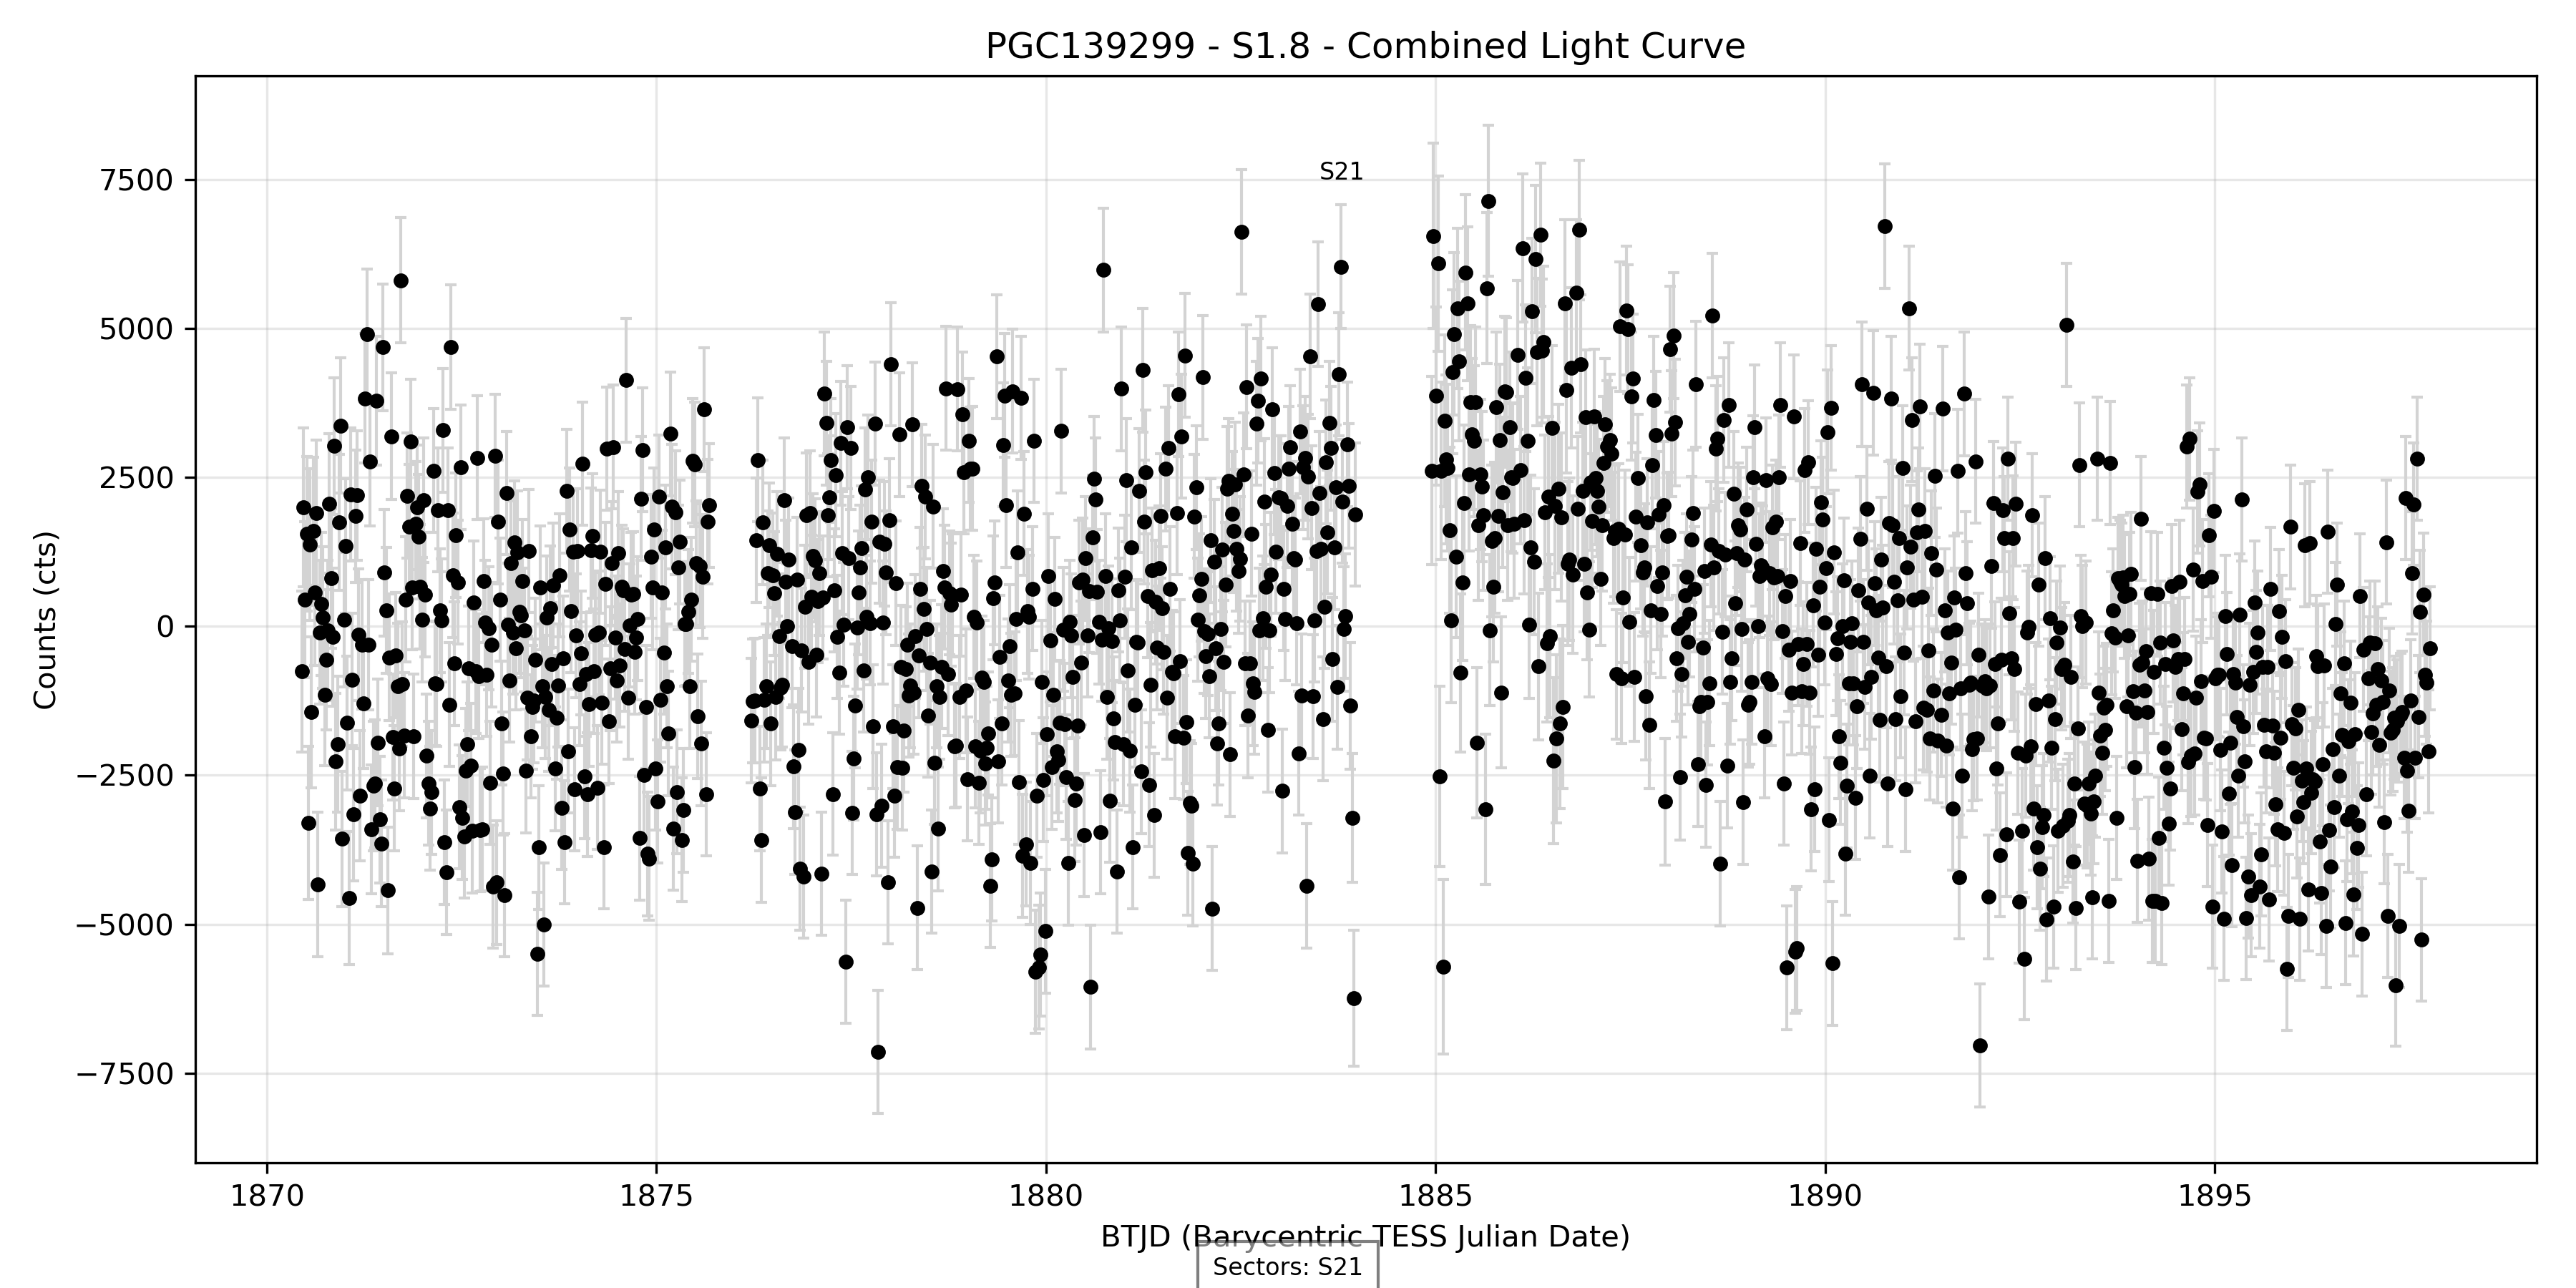 PGC139299 - S1.8 - Combined Light Curve
S21
7500
5000
2500
0
−2500
−5000
−7500
Counts (cts)
1870 1875 1880 1885 1890 1895
BTJD (Barycentric TESS Julian Date)
Sectors: S21